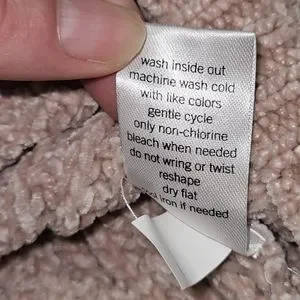 wash inside out
machine wash cold
with like colors
gentle cycle
only non-chlorine
bleach when needed
do not wring or twist
reshape
dry flat
iron if needed